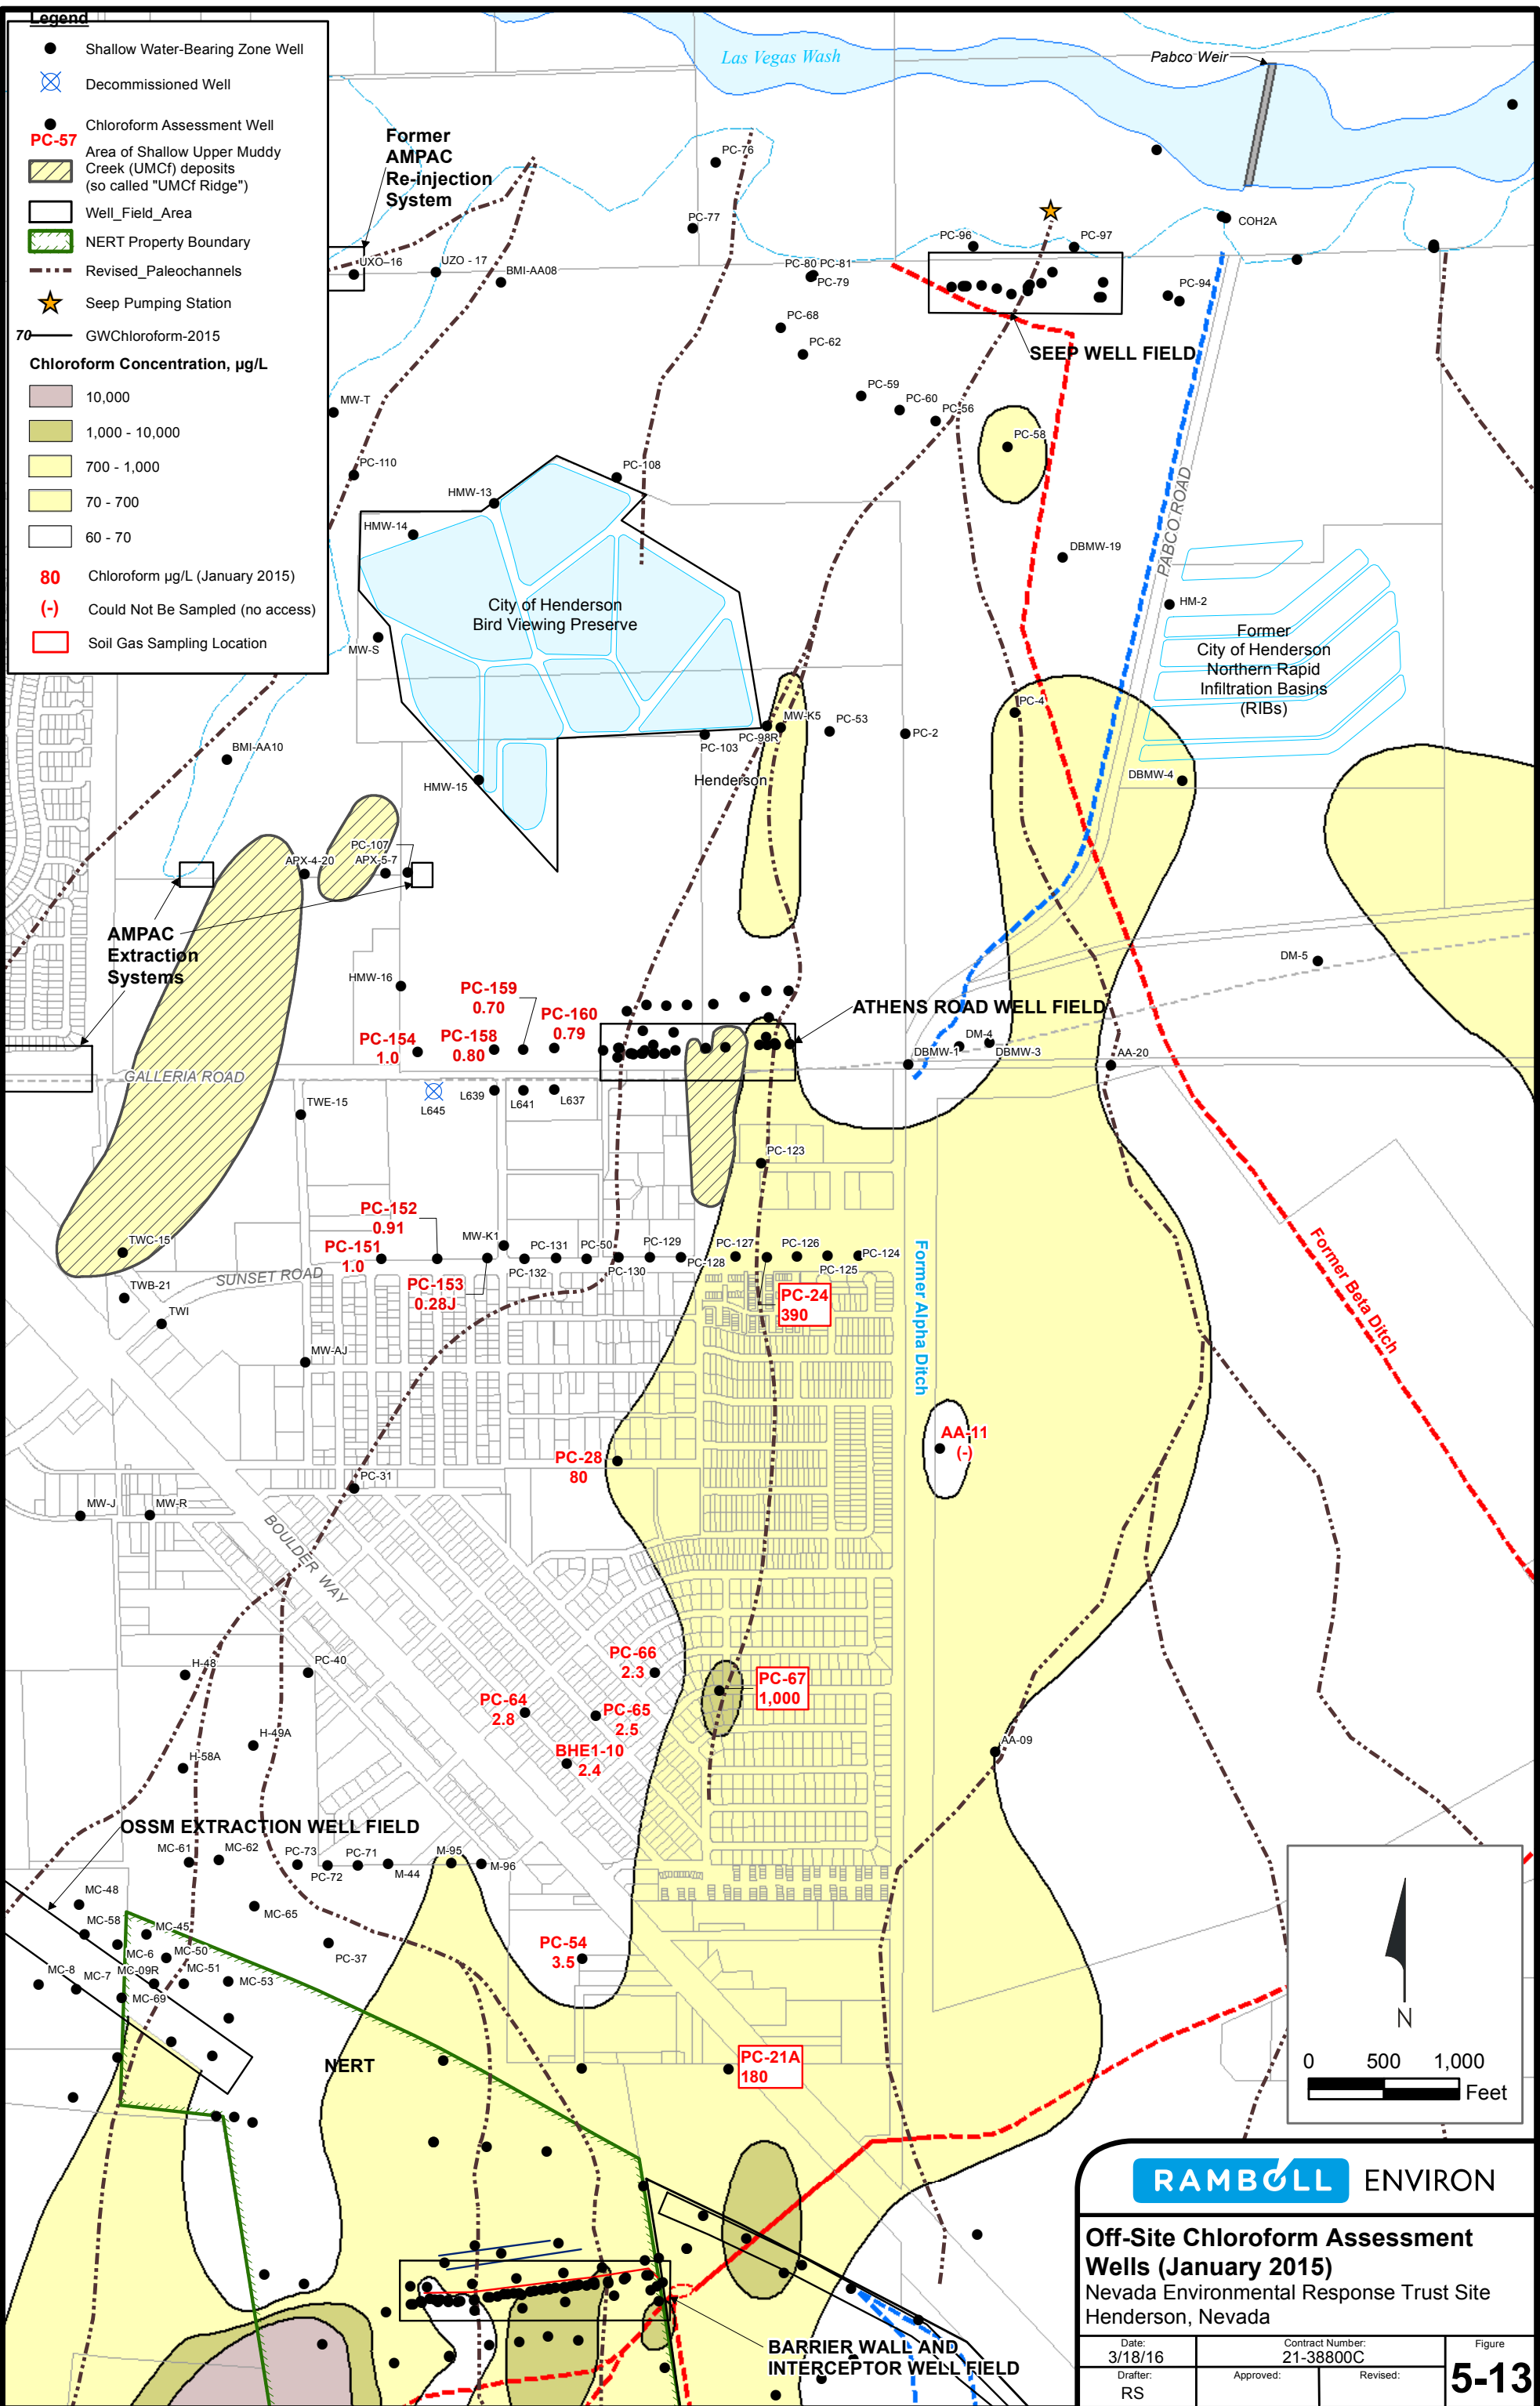 Legend
Shallow Water-Bearing Zone Well
Decommissioned Well
Chloroform Assessment Well
PC-57
Area of Shallow Upper Muddy
Creek (UMCf) deposits
(so called "UMCf Ridge")
Well_Field_Area
NERT Property Boundary
Revised_Paleochannels
Seep Pumping Station
70
GWChloroform-2015
Chloroform Concentration, µg/L
10,000
1,000 - 10,000
700 - 1,000
70 - 700
60 - 70
80 Chloroform µg/L (January 2015)
(-) Could Not Be Sampled (no access)
Soil Gas Sampling Location
Las Vegas Wash
Pabco Weir
Former
AMPAC
Re-injection
System
PC-76
PC-77
UXO-16
UZO - 17
BMI-AA08
PC-80
PC-81
PC-79
PC-96
PC-97
COH2A
PC-94
PC-68
PC-62
SEEP WELL FIELD
PC-59
PC-60
PC-56
PC-58
MW-T
PC-110
PC-108
HMW-13
HMW-14
City of Henderson
Bird Viewing Preserve
MW-S
DBMW-19
PABCO ROAD
HM-2
Former
City of Henderson
Northern Rapid
Infiltration Basins
(RIBs)
PC-4
MW-K5
PC-53
PC-98R
PC-103
PC-2
Henderson
BMI-AA10
HMW-15
DBMW-4
PC-107
APX-4-20
APX-5-7
AMPAC
Extraction
Systems
HMW-16
DM-5
PC-159
0.70
PC-160
0.79
ATHENS ROAD WELL FIELD
PC-154
1.0
PC-158
0.80
DBMW-1
DM-4
DBMW-3
AA-20
GALLERIA ROAD
L645
L639
L641
L637
TWE-15
PC-123
PC-152
0.91
PC-151
1.0
MW-K1
PC-131
PC-50
PC-129
PC-127
PC-126
PC-124
PC-132
PC-130
PC-128
PC-125
TWC-15
SUNSET ROAD
PC-153
0.28J
PC-24
390
TWB-21
TWI
Former Alpha Ditch
Former Beta Ditch
MW-AJ
AA-11
(-)
PC-28
80
PC-31
MW-J
MW-R
BOULDER WAY
PC-66
2.3
H-48
PC-40
PC-67
1,000
PC-64
2.8
PC-65
2.5
H-49A
AA-09
BHE1-10
2.4
H-58A
OSSM EXTRACTION WELL FIELD
MC-61
MC-62
PC-73
PC-72
PC-71
M-44
M-95
M-96
MC-48
MC-65
MC-58
MC-45
MC-6
MC-50
PC-37
PC-54
3.5
MC-8
MC-7
MC-09R
MC-51
MC-53
MC-69
NERT
PC-21A
180
N
0 500 1,000
Feet
BARRIER WALL AND
INTERCEPTOR WELL FIELD
RAMBOLL ENVIRON
Off-Site Chloroform Assessment
Wells (January 2015)
Nevada Environmental Response Trust Site
Henderson, Nevada
Date:
3/18/16
Contract Number:
21-38800C
Figure
5-13
Drafter:
RS
Approved:
Revised: